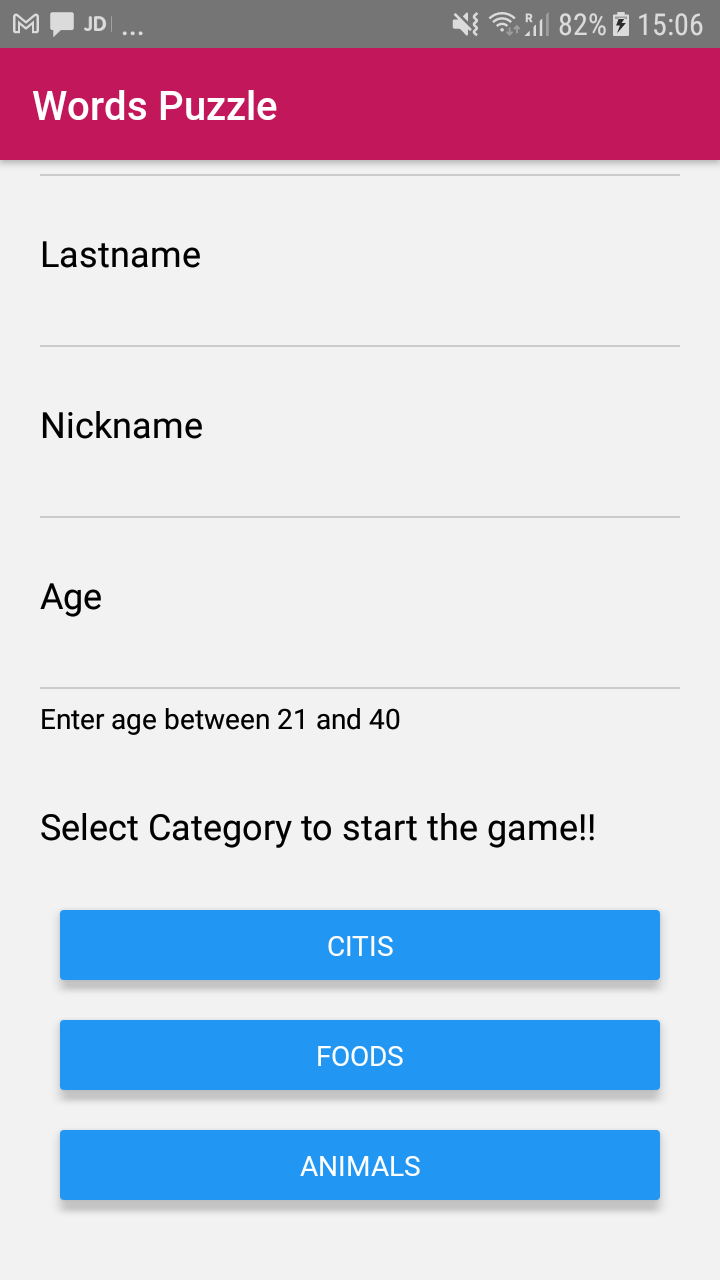 JD ... R 82% 15:06
Words Puzzle
Lastname
Nickname
Age
Enter age between 21 and 40
Select Category to start the game!!
CITIS
FOODS
ANIMALS